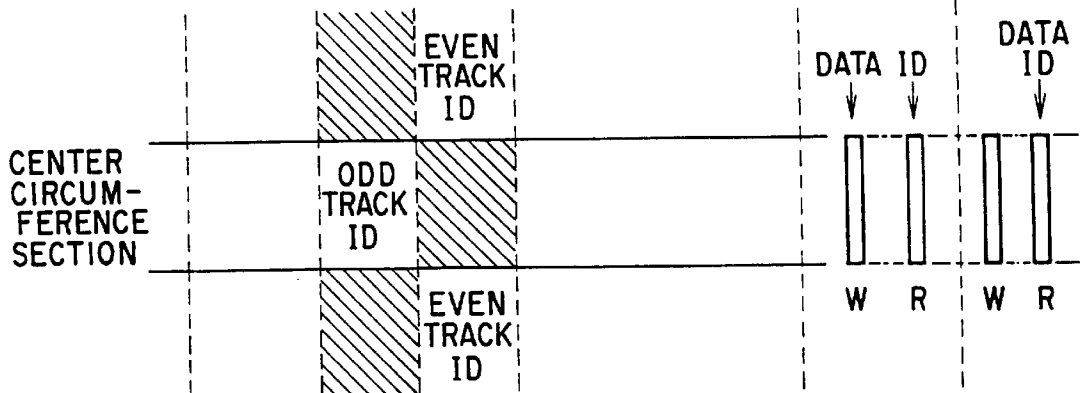 EVEN
TRACK
ID
DATA ID
DATA
ID
CENTER
CIRCUM-
FERENCE
SECTION
ODD
TRACK
ID
W R W R
EVEN
TRACK
ID